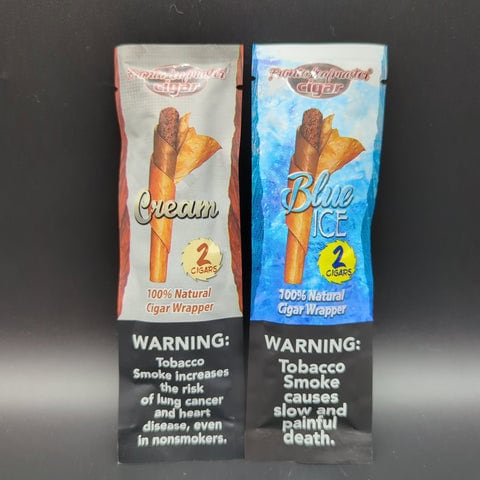 cigar
Cream
2
CIGARS
100% Natural
Cigar Wrapper
WARNING:
Tobacco
Smoke increases
the risk
of lung cancer
and heart
disease, even
in nonsmokers.
cigar
Blue
ICE
2
CIGARS
100% Natural
Cigar Wrapper
WARNING:
Tobacco
Smoke
causes
slow and
painful
death.